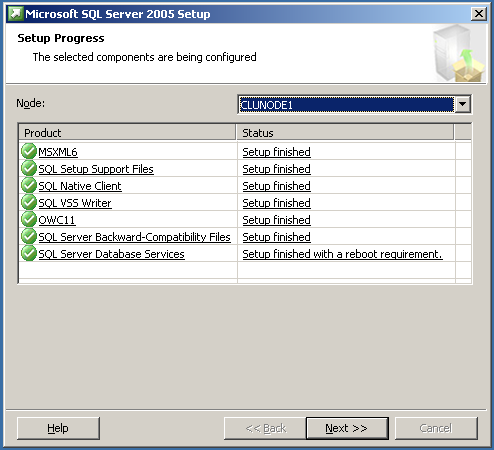 Microsoft SQL Server 2005 Setup
Setup Progress
The selected components are being configured
Node: CLUNODE1
Product Status
MSXML6 Setup finished
SQL Setup Support Files Setup finished
SQL Native Client Setup finished
SQL VSS Writer Setup finished
OWC11 Setup finished
SQL Server Backward-Compatibility Files Setup finished
SQL Server Database Services Setup finished with a reboot requirement.
Help << Back Next >> Cancel